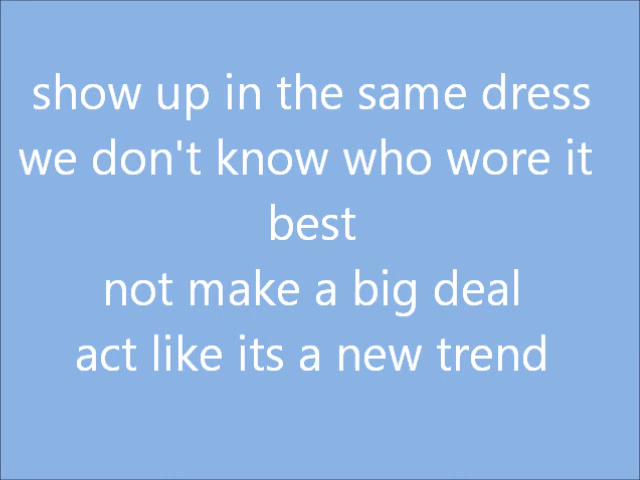 show up in the same dress
we don't know who wore it
best
not make a big deal
act like its a new trend